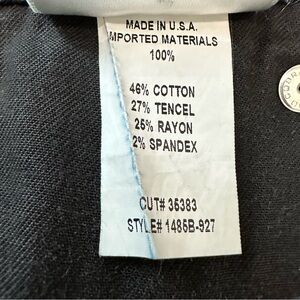 MADE IN U.S.A.
IMPORTED MATERIALS
100%
46% COTTON
27% TENCEL
25% RAYON
2% SPANDEX
CUT# 35383
STYLE# 1485B-927